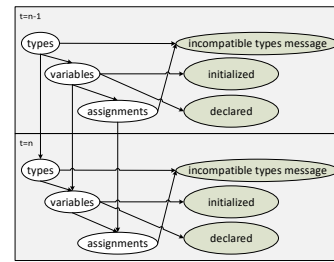 t=n-1
types
incompatible types message
variables
initialized
assignments
declared
t=n
types
incompatible types message
variables
initialized
declared
assignments